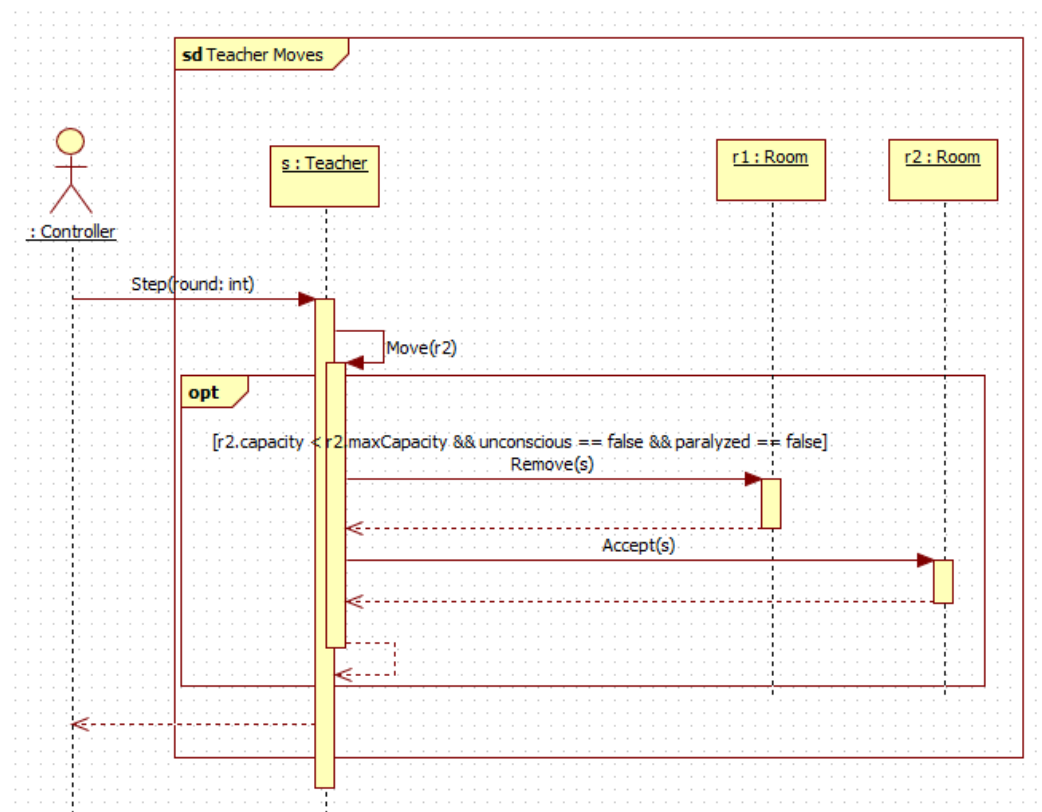 sd Teacher Moves
s : Teacher
r1 : Room
r2 : Room
: Controller
Step(round: int)
Move(r2)
opt
[r2.capacity < r2.maxCapacity && unconscious == false && paralyzed == false]
Remove(s)
Accept(s)